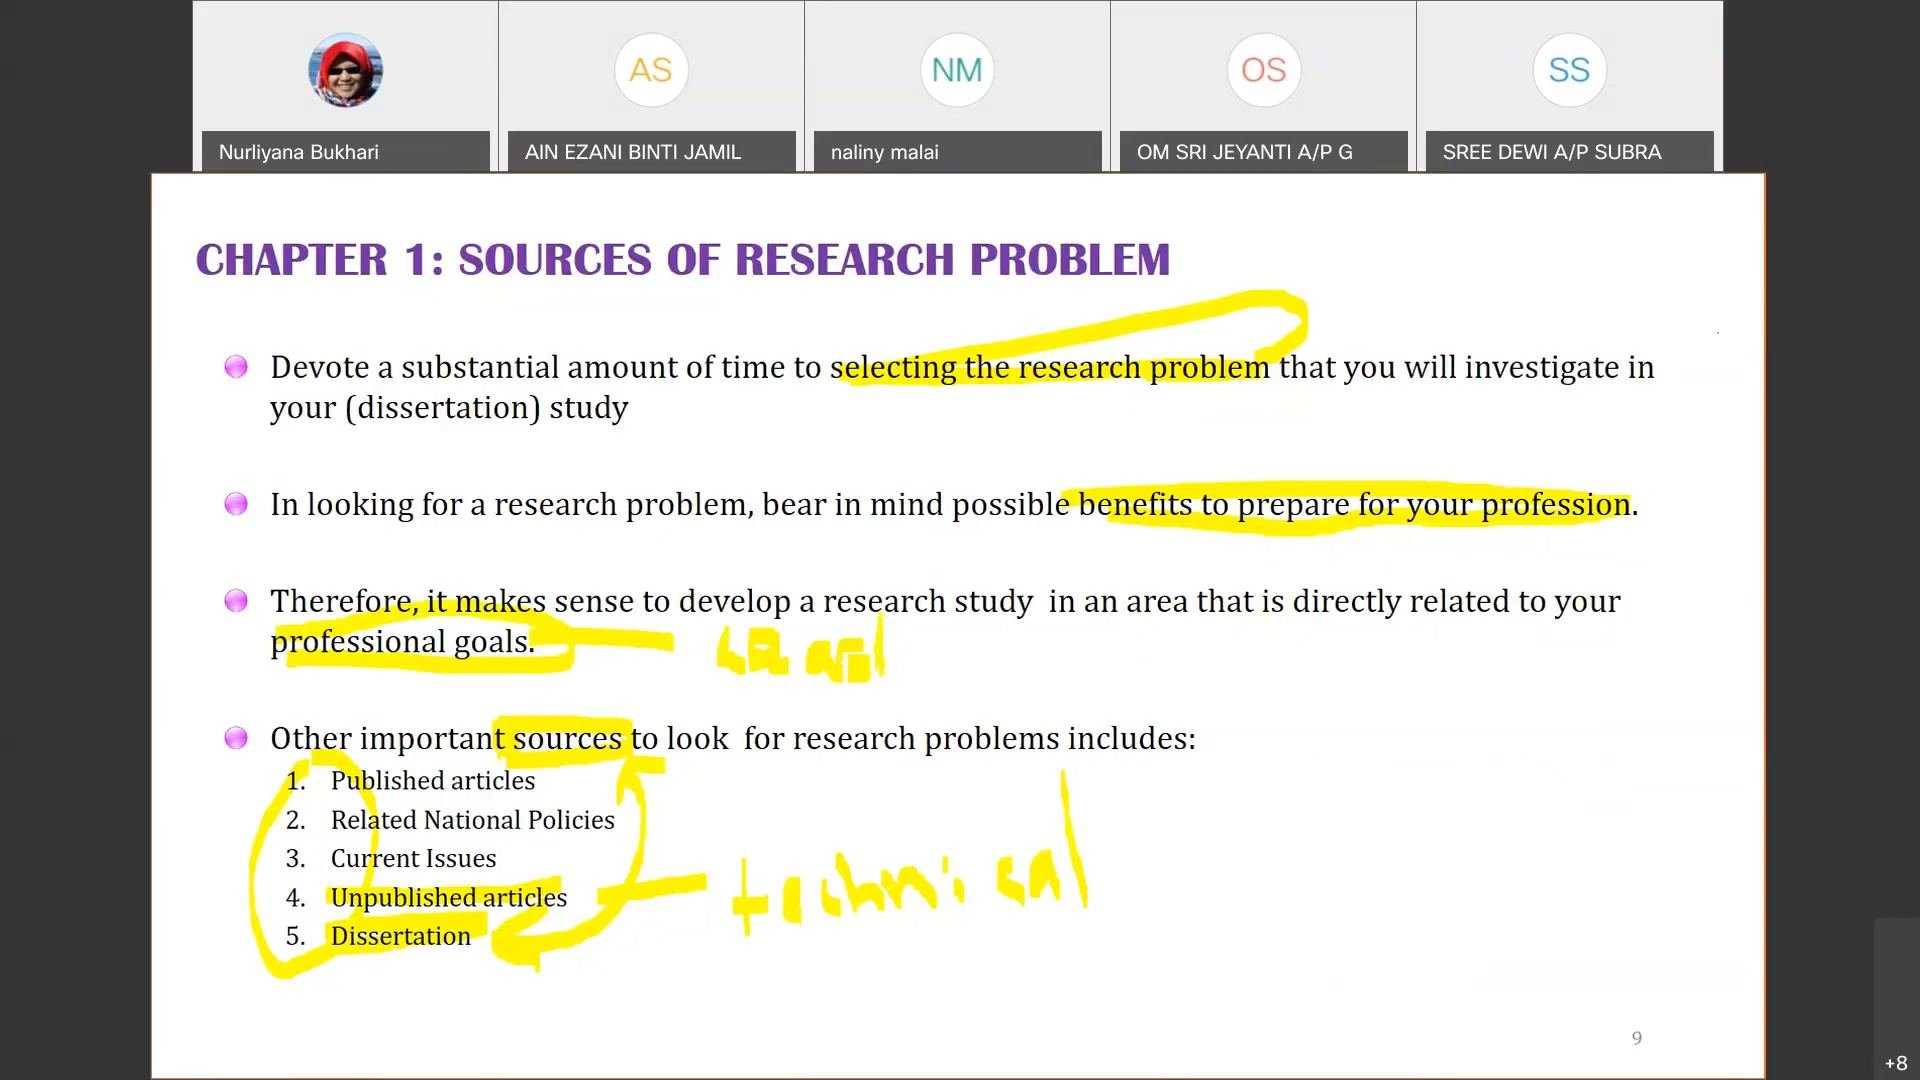 AS
NM
OS
SS
Nurliyana Bukhari
AIN EZANI BINTI JAMIL
naliny malai
OM SRI JEYANTI A/P G
SREE DEWI A/P SUBRA
CHAPTER 1: SOURCES OF RESEARCH PROBLEM
Devote a substantial amount of time to selecting the research problem that you will investigate in
your (dissertation) study
In looking for a research problem, bear in mind possible benefits to prepare for your profession.
Therefore, it makes sense to develop a research study in an area that is directly related to your
professional goals.
Other important sources to look for research problems includes:
1. Published articles
2. Related National Policies
3. Current Issues
4. Unpublished articles
5. Dissertation
technical
9
+8